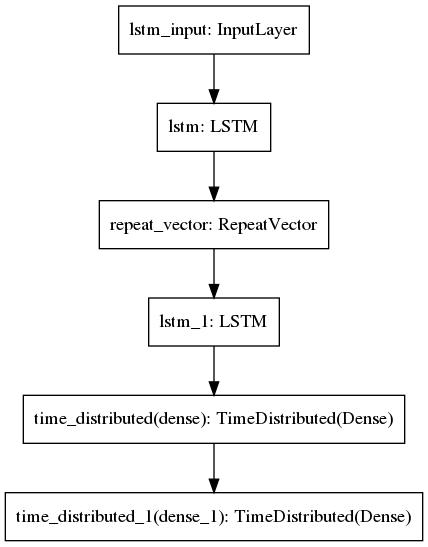 lstm_input: InputLayer
lstm: LSTM
repeat_vector: RepeatVector
lstm_1: LSTM
time_distributed(dense): TimeDistributed(Dense)
time_distributed_1(dense_1): TimeDistributed(Dense)